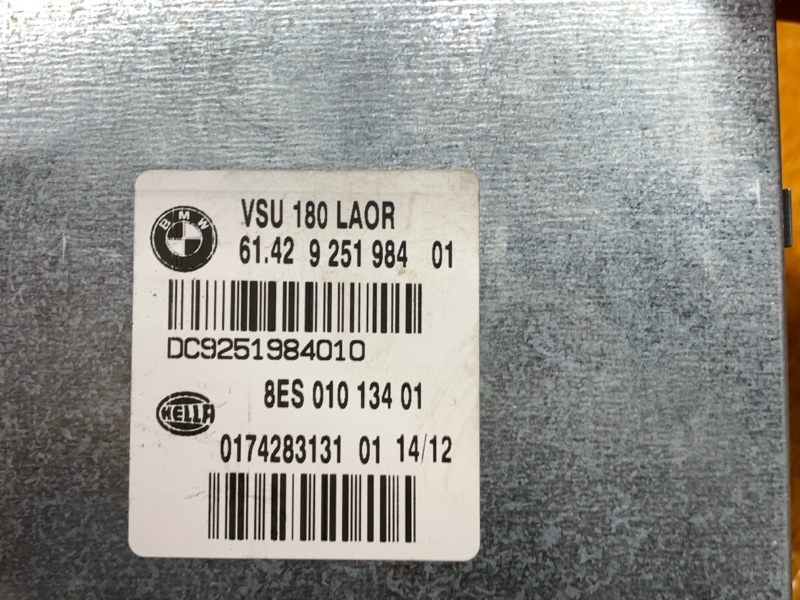 BMW
VSU 180 LAOR
61.42 9 251 984 01
DC9251984010
8ES 010 134 01
HELLA
0174283131 01 14/12